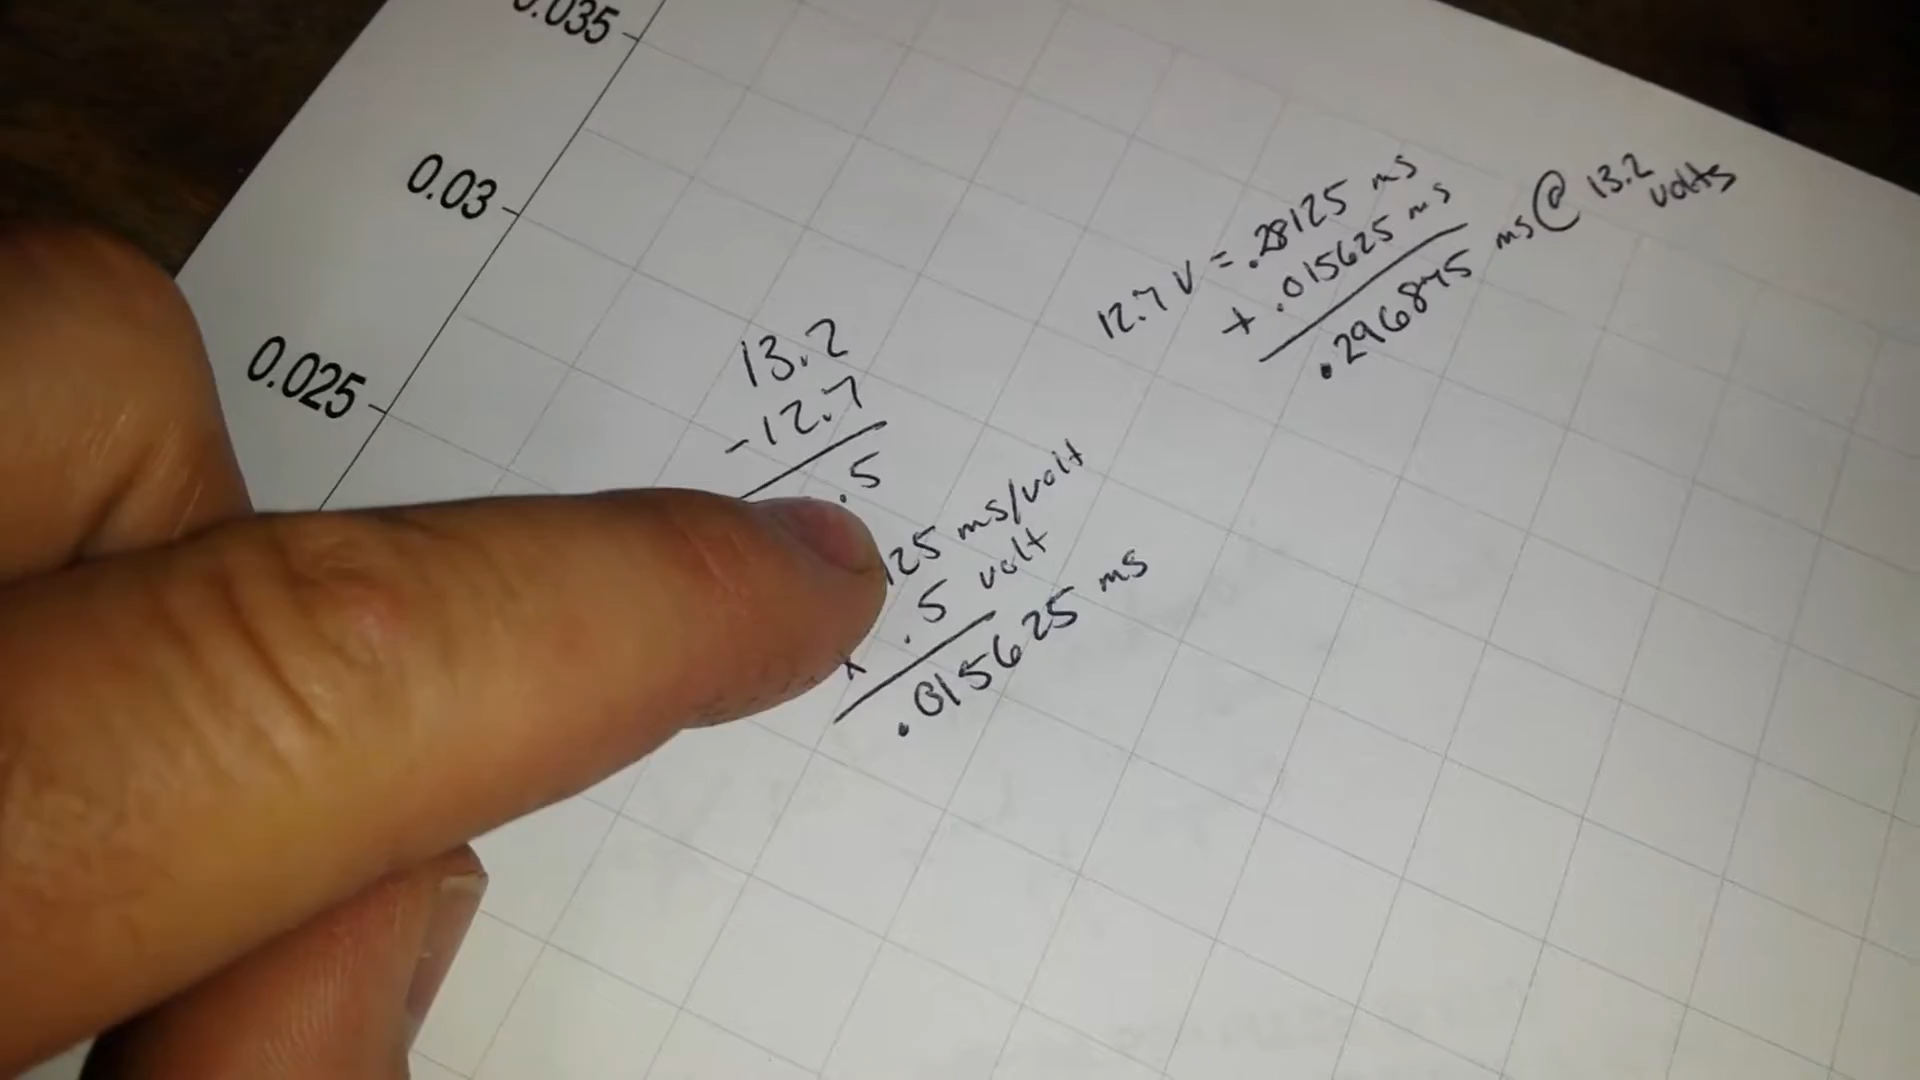 0.035
0.03
0.025
13.2
-12.7
.5
125 ms/volt
x .5 volt
.015625 ms
12.7 V = .28125 ms
+ .015625 ms
.296875 ms @ 13.2
volts